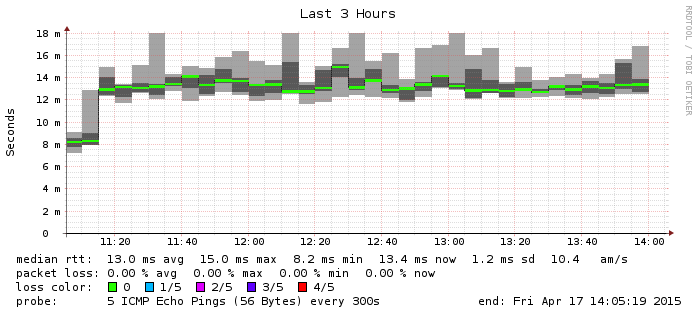 Last 3 Hours
RRDTOOL / TOBI OETIKER
Seconds
18 m
16 m
14 m
12 m
10 m
8 m
6 m
4 m
2 m
0
11:20 11:40 12:00 12:20 12:40 13:00 13:20 13:40 14:00
median rtt: 13.0 ms avg 15.0 ms max 8.2 ms min 13.4 ms now 1.2 ms sd 10.4 am/s
packet loss: 0.00 % avg 0.00 % max 0.00 % min 0.00 % now
loss color: 0 1/5 2/5 3/5 4/5
probe: 5 ICMP Echo Pings (56 Bytes) every 300s end: Fri Apr 17 14:05:19 2015